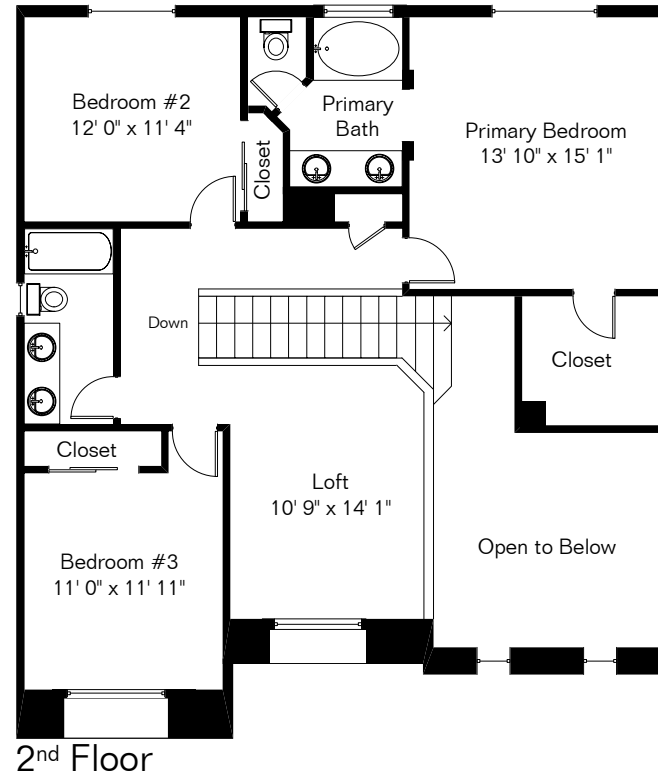 Bedroom #2
12' 0" x 11' 4"
Closet
Primary
Bath
Primary Bedroom
13' 10" x 15' 1"
Down
Closet
Closet
Loft
10' 9" x 14' 1"
Open to Below
Bedroom #3
11' 0" x 11' 11"
2nd Floor